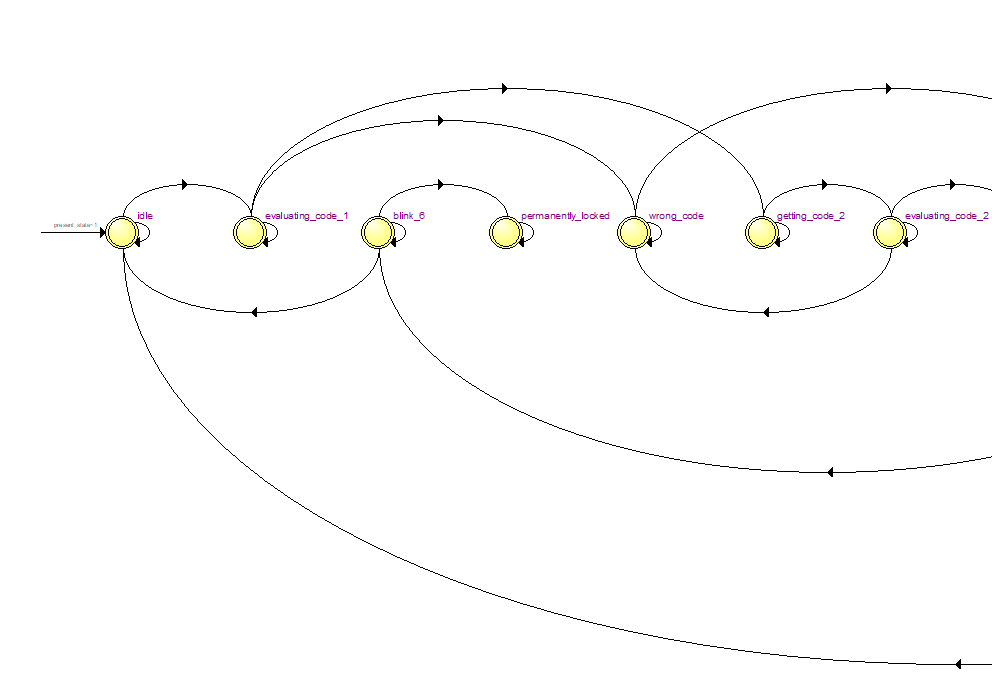 idle
evaluating_code_1
blink_6
permanently_locked
wrong_code
getting_code_2
evaluating_code_2
present_state~1